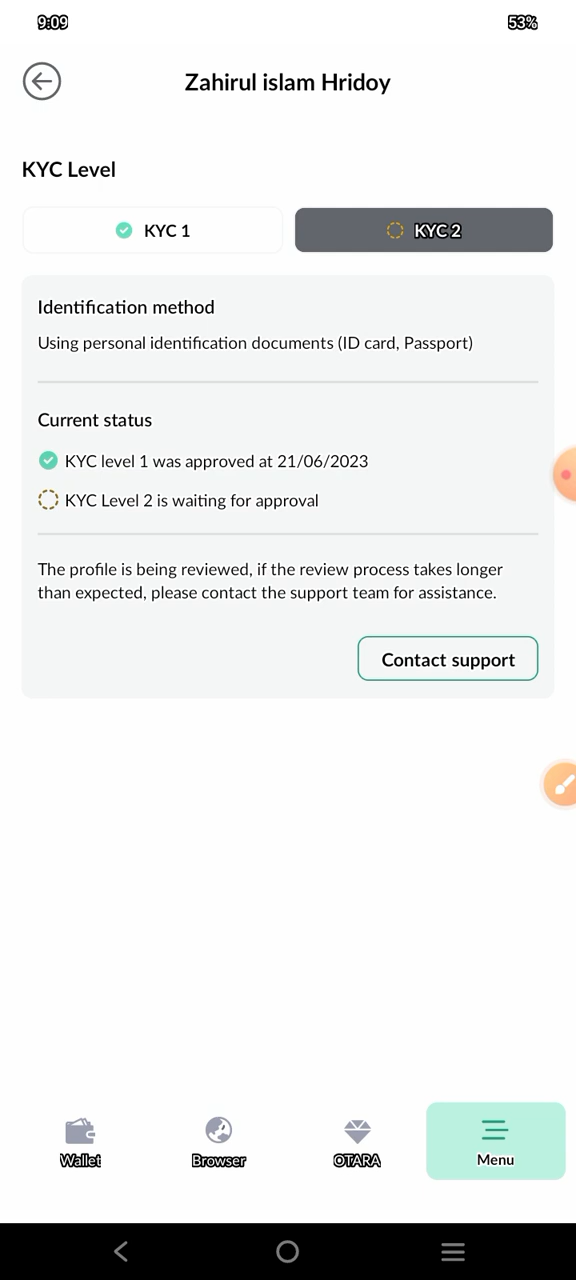 9:09
53%
Zahirul islam Hridoy
KYC Level
KYC 1
KYC 2
Identification method
Using personal identification documents (ID card, Passport)
Current status
KYC level 1 was approved at 21/06/2023
KYC Level 2 is waiting for approval
The profile is being reviewed, if the review process takes longer
than expected, please contact the support team for assistance.
Contact support
Wallet
Browser
OTARA
Menu